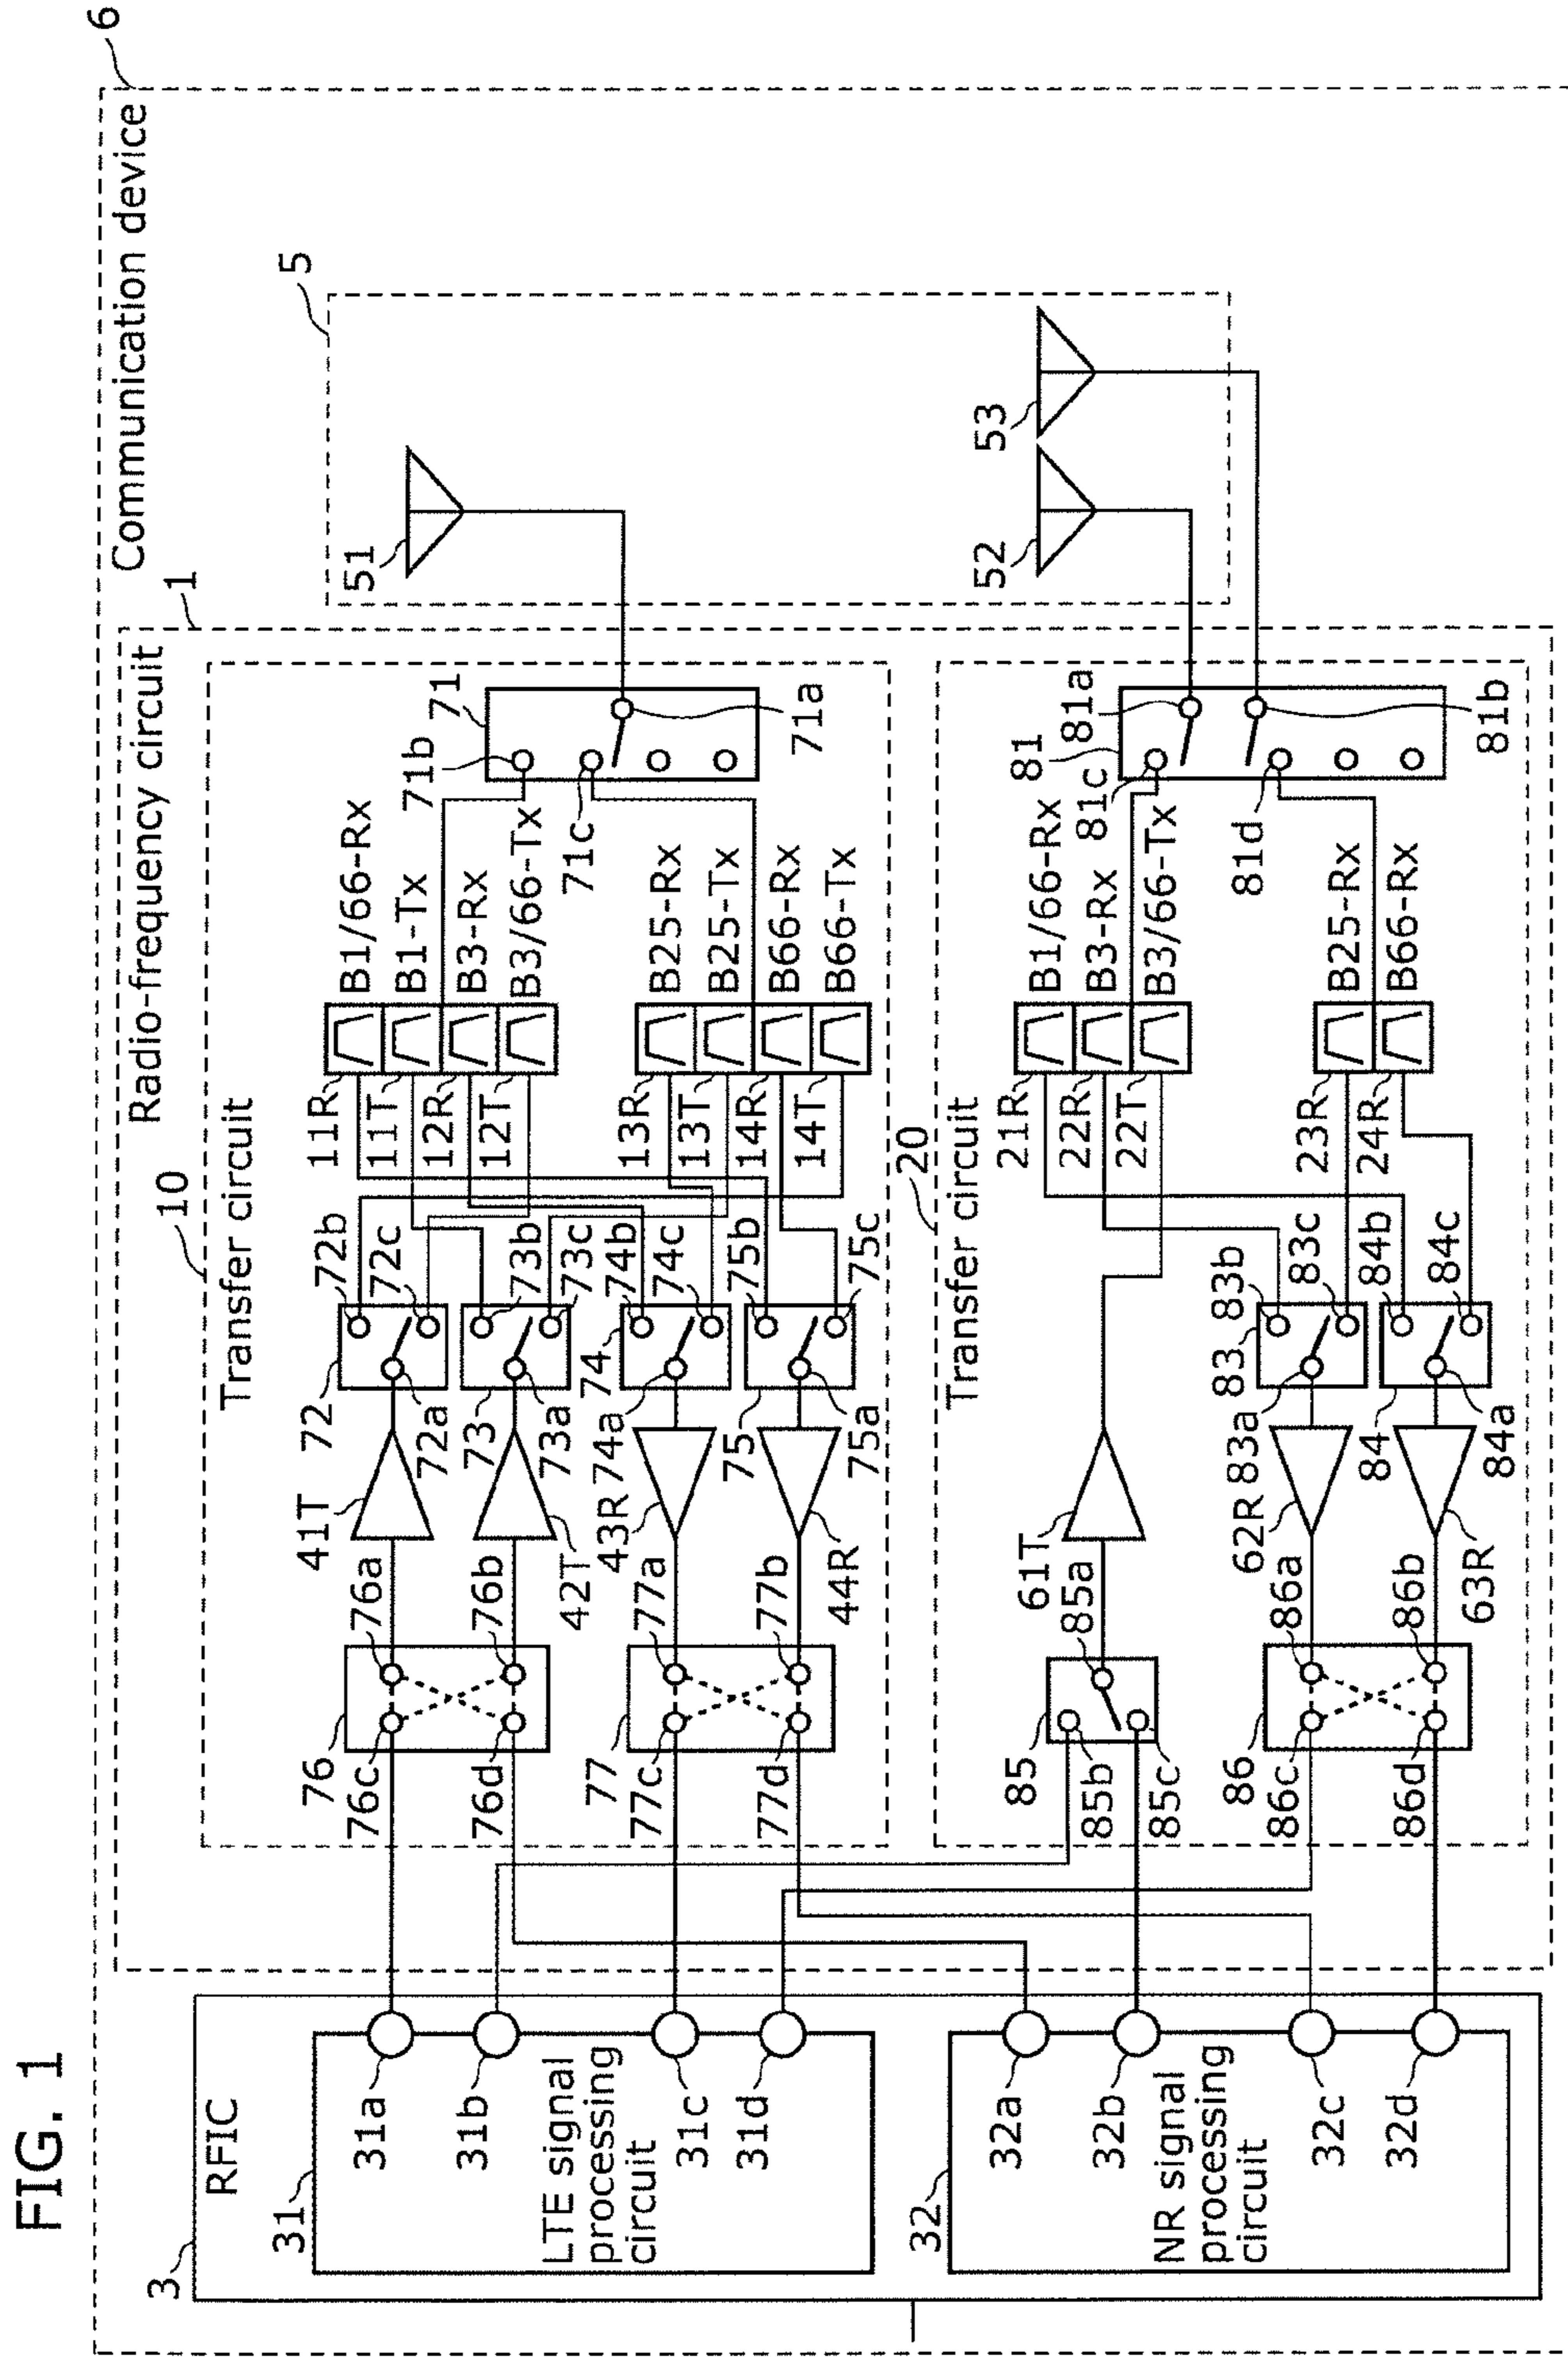 FIG. 1
6
Communication device
1
Radio-frequency circuit
5
3
RFIC
10
Transfer circuit
31
31a
31b
31c
31d
LTE signal
processing
circuit
76
76c
76a
76d
76b
41T
42T
72
72b
72c
72a
73
73b
73c
73a
77
77c
77a
77d
77b
43R
44R
74
74a
74b
74c
75
75a
75b
75c
11R
11T
12R
12T
13R
13T
14R
14T
B1/66-Rx
B1-Tx
B3-Rx
B3/66-Tx
B25-Rx
B25-Tx
B66-Rx
B66-Tx
71
71b
71c
71a
51
20
Transfer circuit
32
32a
32b
32c
32d
NR signal
processing
circuit
85
85a
85b
85c
61T
86
86c
86a
86d
86b
62R
63R
83
83a
83b
83c
84
84a
84b
84c
21R
22R
22T
23R
24R
B1/66-Rx
B3-Rx
B3/66-Tx
B25-Rx
B66-Rx
81
81a
81c
81d
81b
52
53